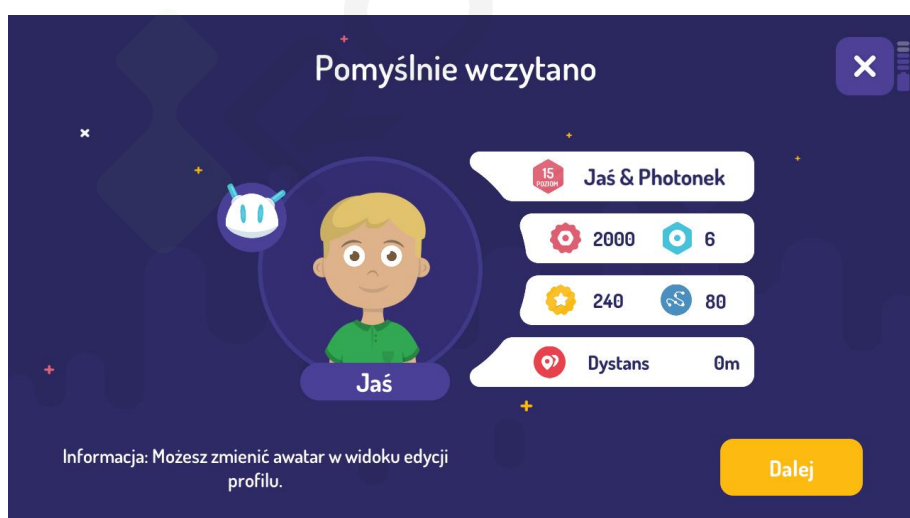 Pomyślnie wczytano
15
POZIOM
Jaś & Photonek
2000 6
240 80
Dystans 0m
Jaś
Informacja: Możesz zmienić awatar w widoku edycji
profilu.
Dalej